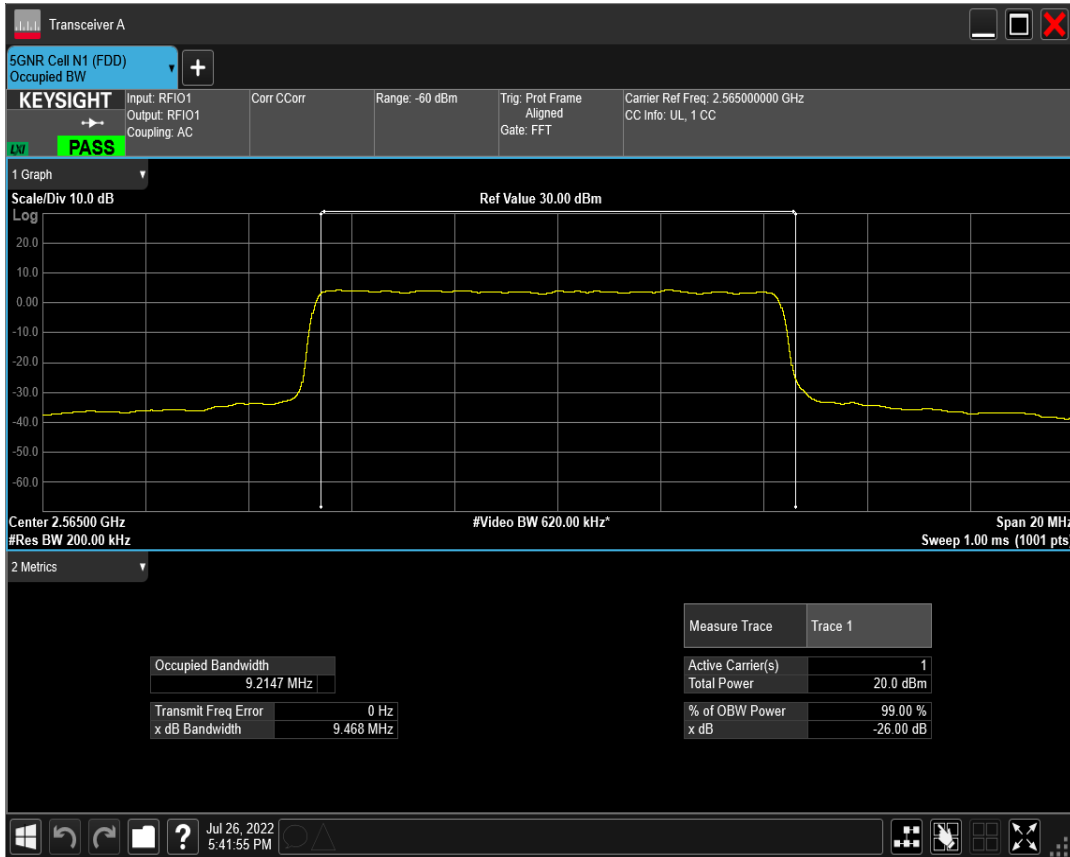 Transceiver A
5GNR Cell N1 (FDD)
Occupied BW
+
KEYSIGHT
Input: RFIO1
Output: RFIO1
Coupling: AC
Corr CCorr
Range: -60 dBm
Trig: Prot Frame
Aligned
Gate: FFT
Carrier Ref Freq: 2.565000000 GHz
CC Info: UL, 1 CC
LXI
PASS
1 Graph
Scale/Div 10.0 dB
Ref Value 30.00 dBm
Log
20.0
10.0
0.00
-10.0
-20.0
-30.0
-40.0
-50.0
-60.0
Center 2.56500 GHz
#Video BW 620.00 kHz*
Span 20 MHz
#Res BW 200.00 kHz
Sweep 1.00 ms (1001 pts)
2 Metrics
Measure Trace Trace 1
Occupied Bandwidth
9.2147 MHz
Active Carrier(s) 1
Total Power 20.0 dBm
Transmit Freq Error 0 Hz
x dB Bandwidth 9.468 MHz
% of OBW Power 99.00 %
x dB -26.00 dB
?
Jul 26, 2022
5:41:55 PM